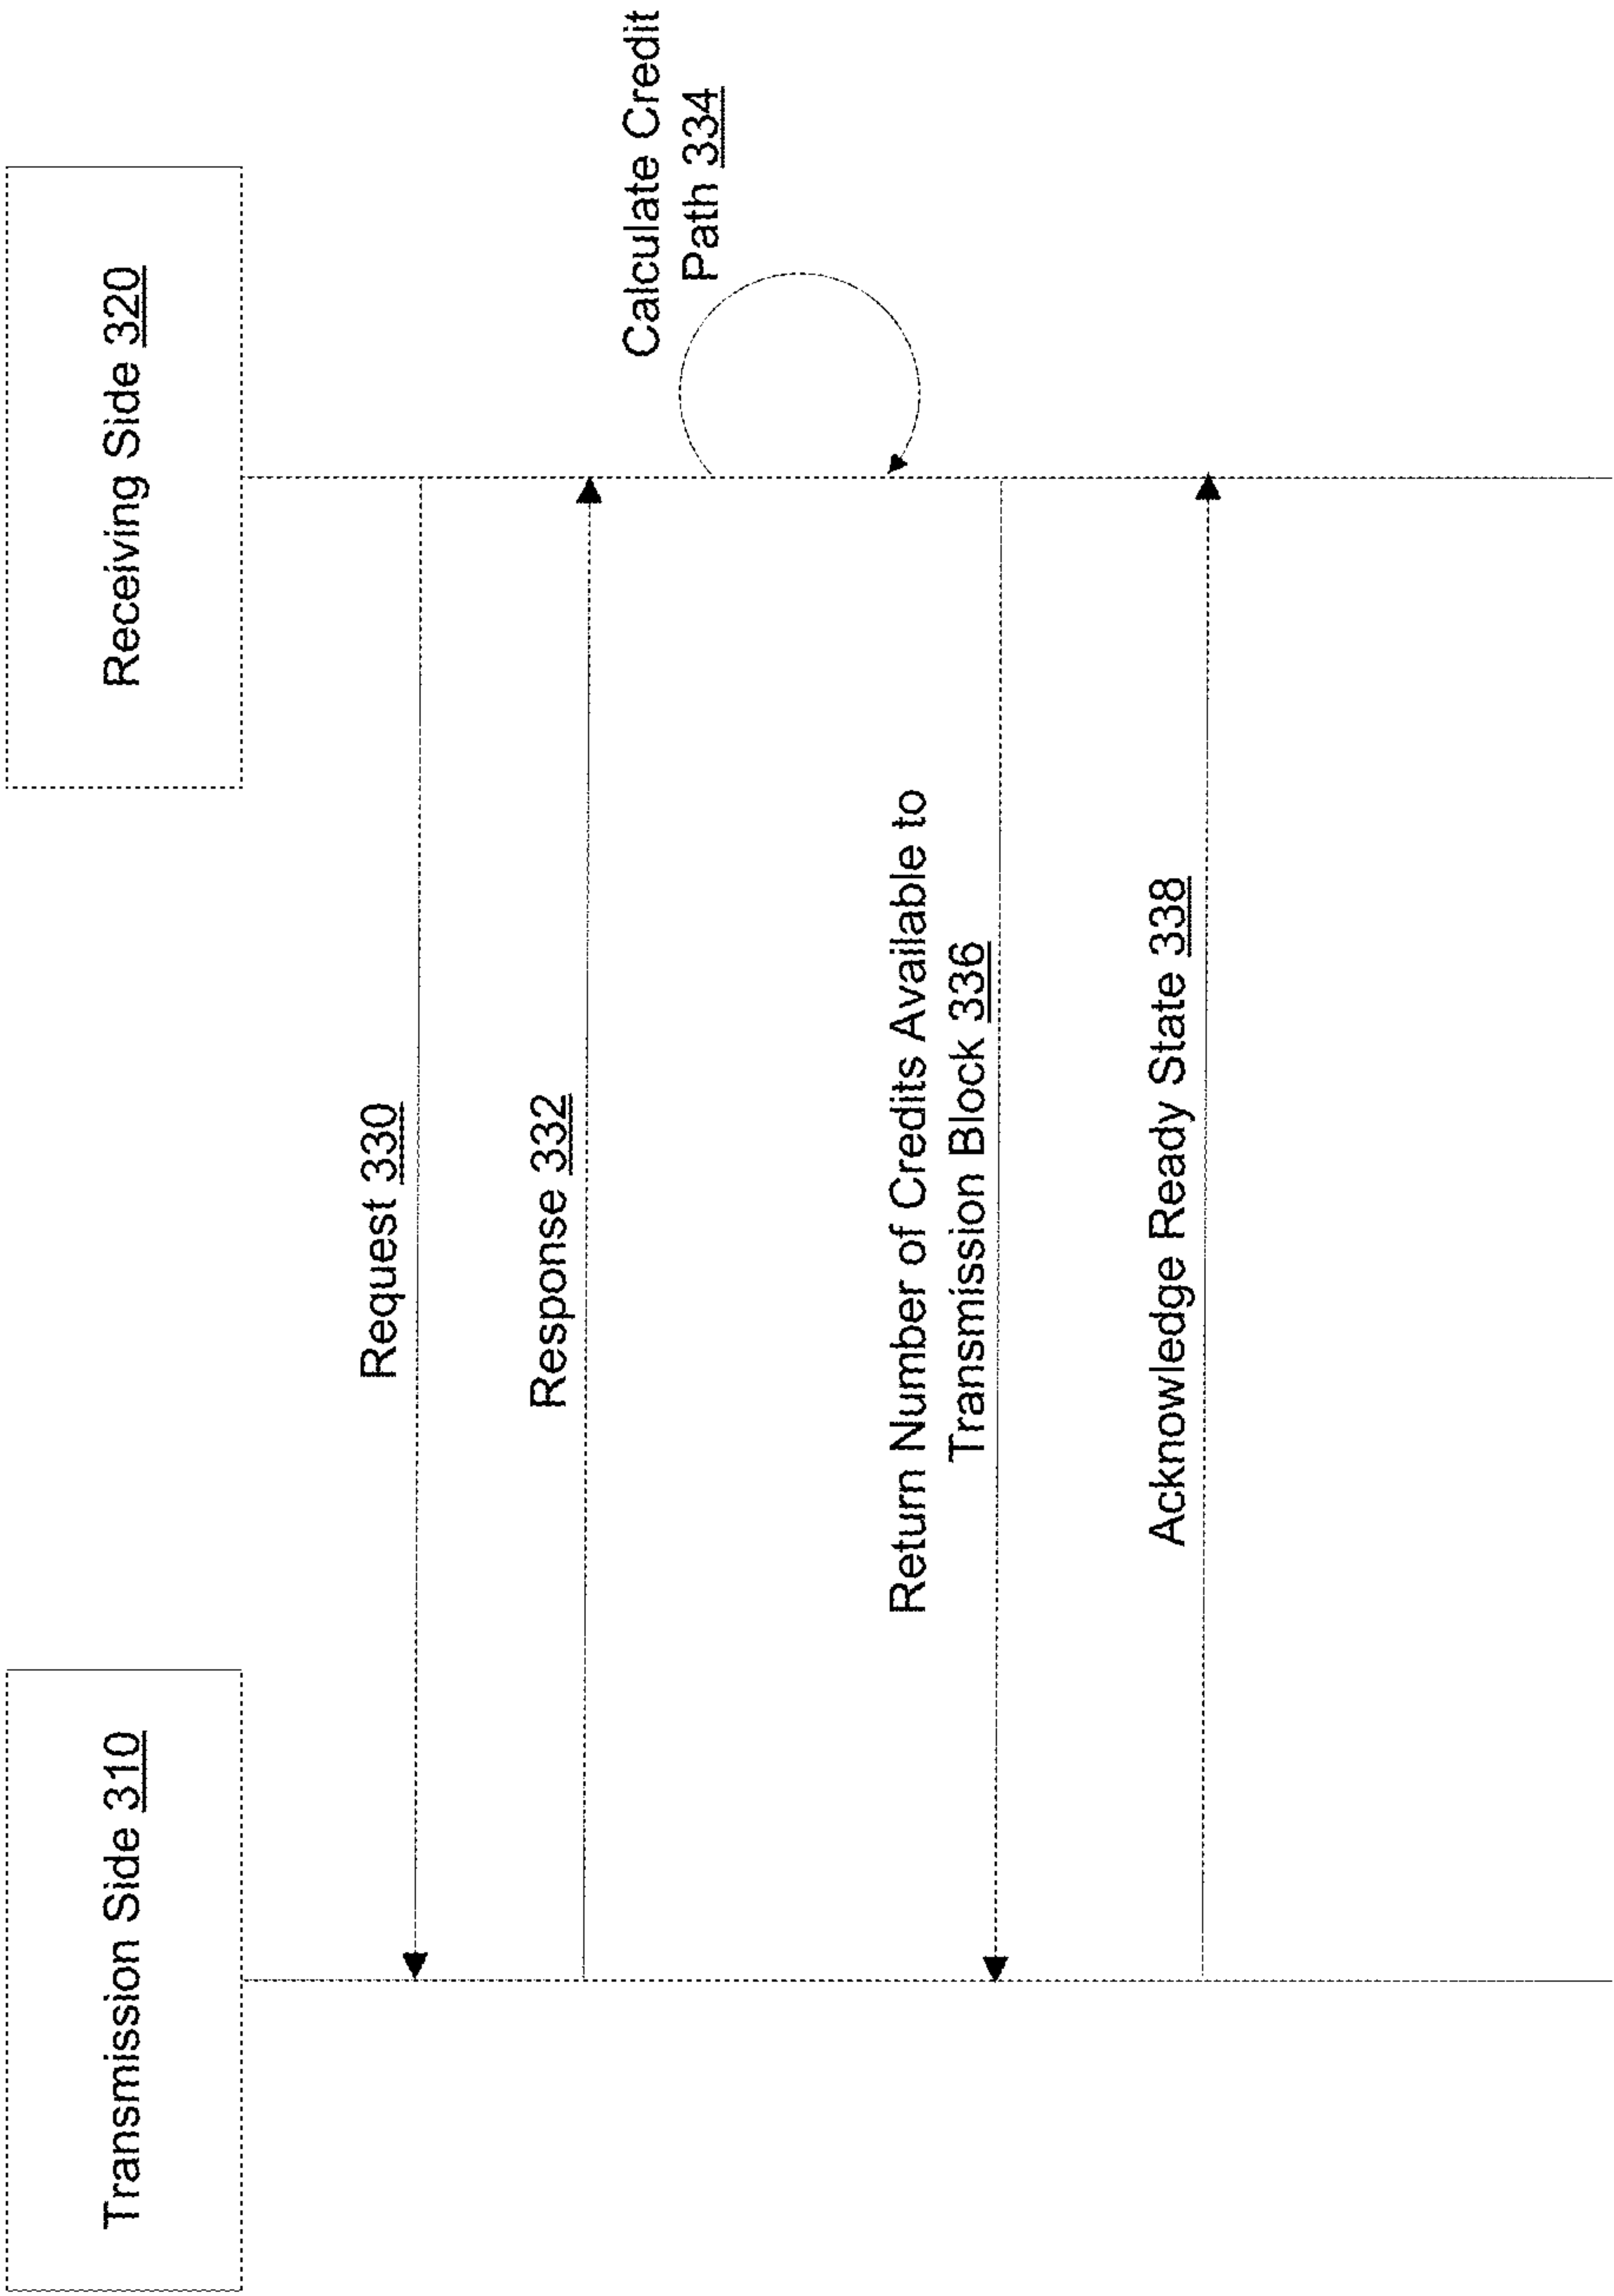 Transmission Side 310
Receiving Side 320
Request 330
Response 332
Calculate Credit
Path 334
Return Number of Credits Available to
Transmission Block 336
Acknowledge Ready State 338